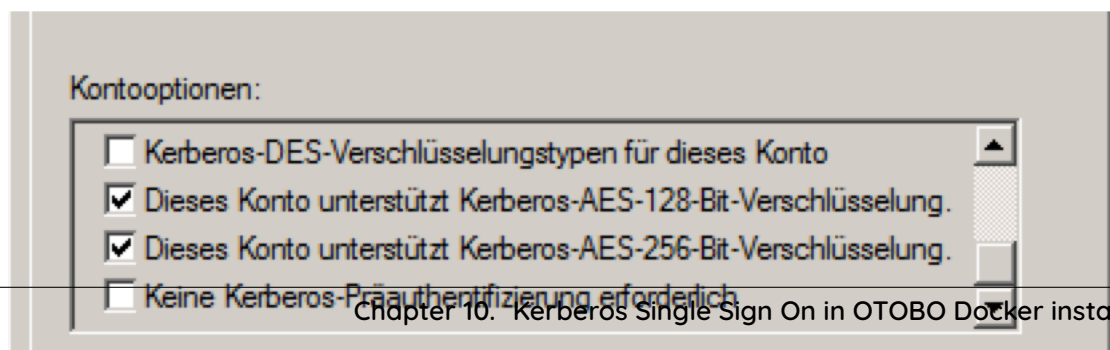 Kontooptionen:
Kerberos-DES-Verschlüsselungstypen für dieses Konto
Dieses Konto unterstützt Kerberos-AES-128-Bit-Verschlüsselung.
Dieses Konto unterstützt Kerberos-AES-256-Bit-Verschlüsselung.
Keine Kerberos-Präauthentifizierung erforderlich
Chapter 10. Kerberos Single Sign On in OTOBO Docker insta